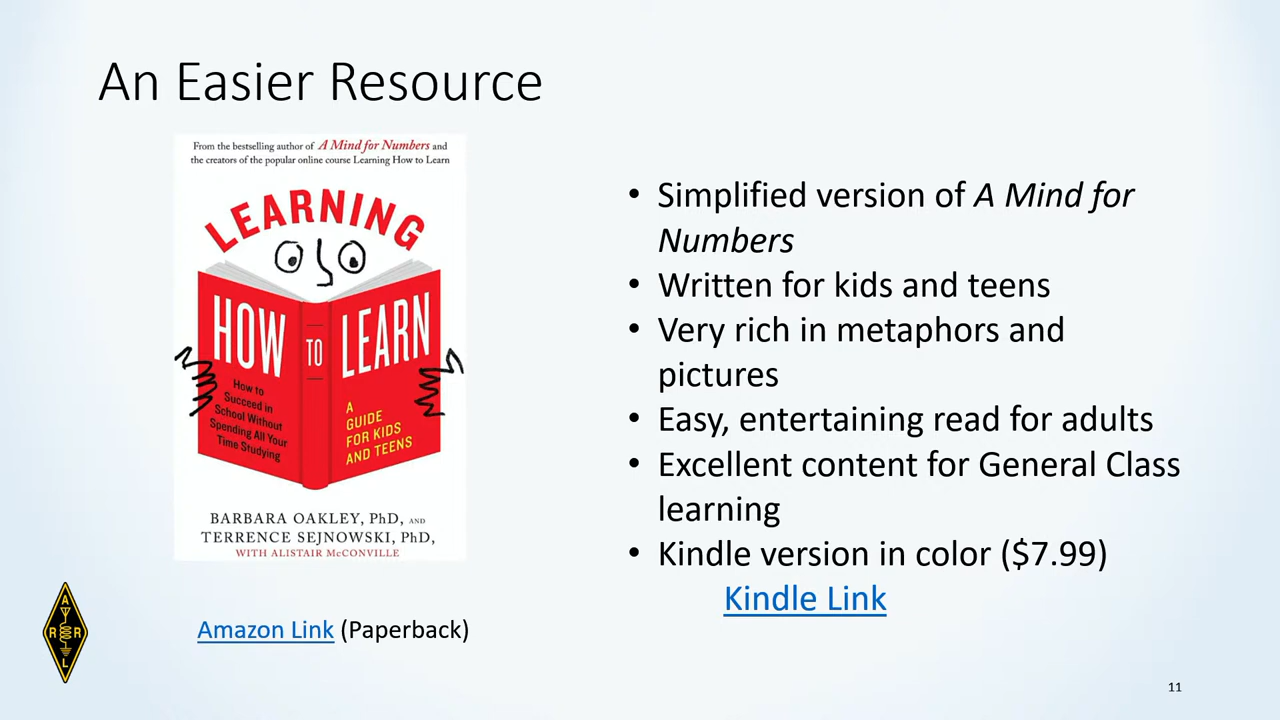 An Easier Resource
From the bestselling author of A Mind for Numbers and
the creators of the popular online course Learning How to Learn
LEARNING
HOW
TO
LEARN
How to
Succeed in
School Without
Spending All Your
Time Studying
A
GUIDE
FOR KIDS
AND TEENS
BARBARA OAKLEY, PhD, AND
TERRENCE SEJNOWSKI, PhD,
WITH ALISTAIR McCONVILLE
Amazon Link (Paperback)
• Simplified version of A Mind for
Numbers
• Written for kids and teens
• Very rich in metaphors and
pictures
• Easy, entertaining read for adults
• Excellent content for General Class
learning
• Kindle version in color ($7.99)
Kindle Link
A
R R
L
11